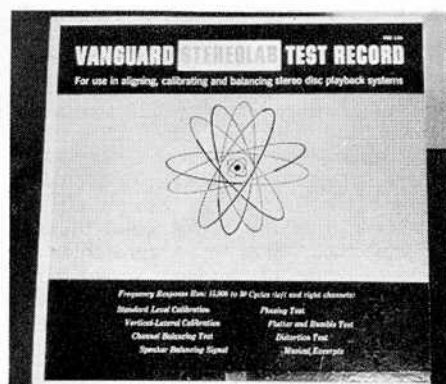 VANGUARD STEREOLAB TEST RECORD
For use in aligning, calibrating and balancing stereo disc playback systems
Frequency Response Run: 15,000 to 30 Cycles (left and right channels)
Standard Level Calibration
Vertical-Lateral Calibration
Channel Balancing Test
Speaker Balancing Signal
Phasing Test
Flutter and Rumble Test
Distortion Test
Musical Excerpts